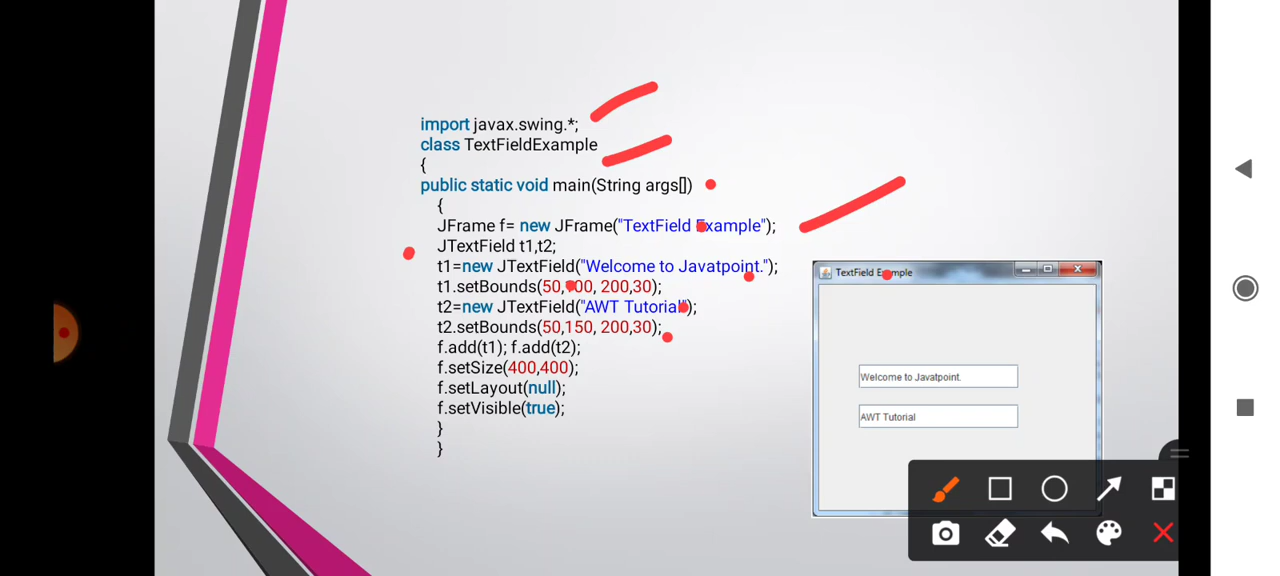 import javax.swing.*;
class TextFieldExample
{
public static void main(String args[])
{
JFrame f= new JFrame("TextField Example");
JTextField t1,t2;
t1=new JTextField("Welcome to Javatpoint.");
t1.setBounds(50,100, 200,30);
t2=new JTextField("AWT Tutorial");
t2.setBounds(50,150, 200,30);
f.add(t1); f.add(t2);
f.setSize(400,400);
f.setLayout(null);
f.setVisible(true);
}
}
TextField Example
Welcome to Javatpoint.
AWT Tutorial